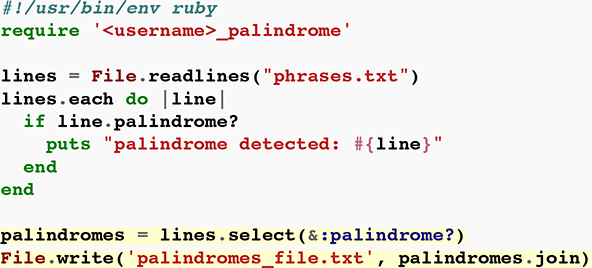 #!/usr/bin/env ruby
require '<username>_palindrome'

lines = File.readlines("phrases.txt")
lines.each do |line|
  if line.palindrome?
    puts "palindrome detected: #{line}"
  end
end

palindromes = lines.select(&:palindrome?)
File.write('palindromes_file.txt', palindromes.join)